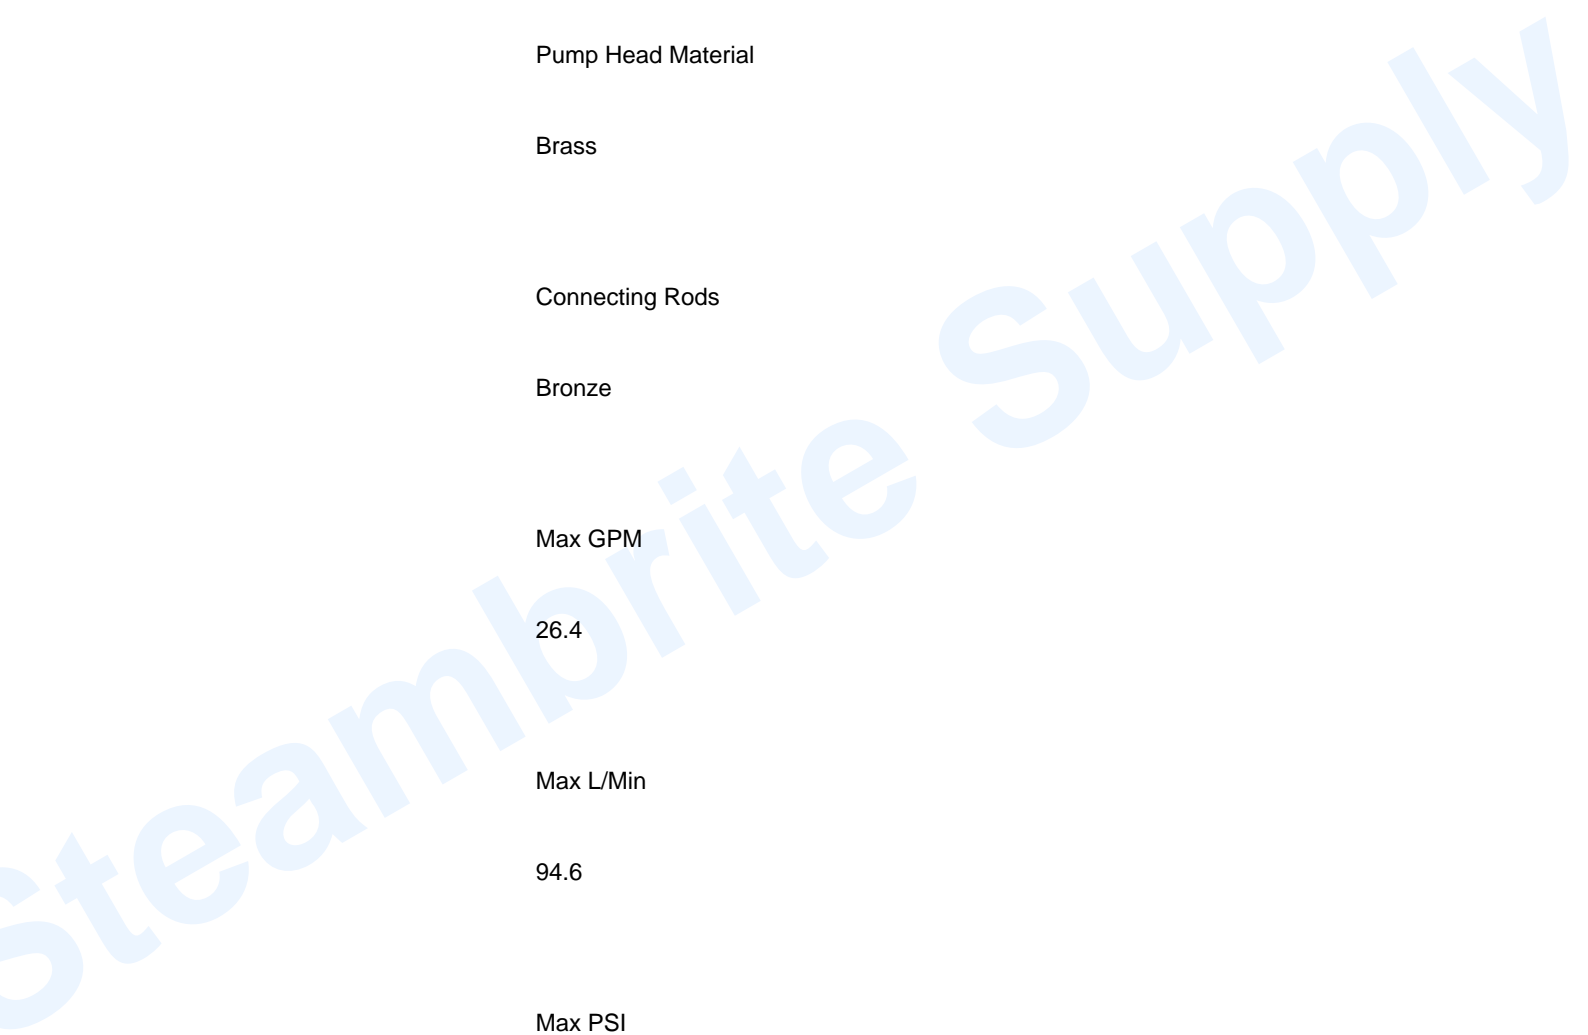 Pump Head Material
Brass
Connecting Rods
Bronze
Max GPM
26.4
Max L/Min
94.6
Max PSI
Steambrite Supply